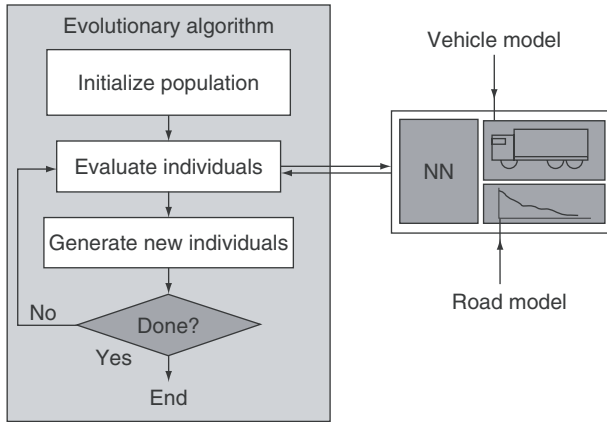 Evolutionary algorithm
Initialize population
Evaluate individuals
Generate new individuals
Done?
No
Yes
End
Vehicle model
NN
Road model